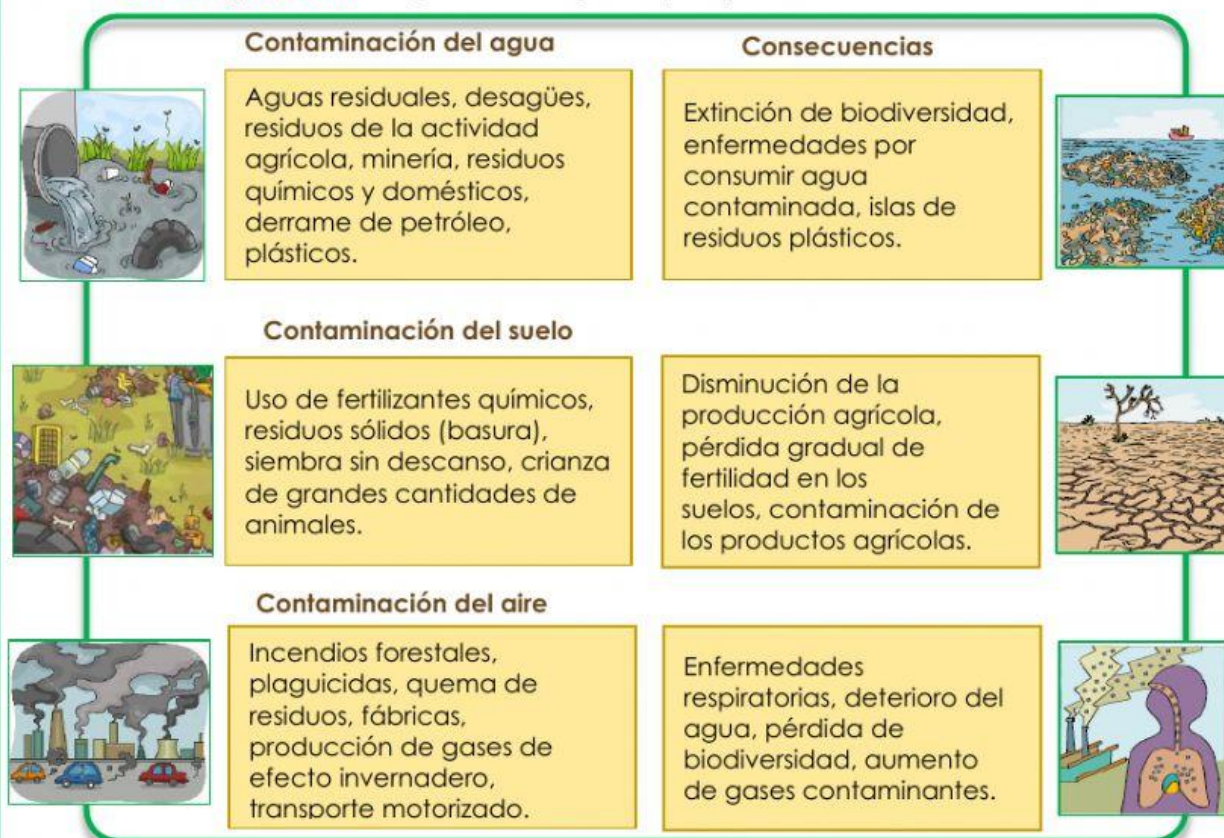 Contaminación del agua
Aguas residuales, desagües,
residuos de la actividad
agrícola, minería, residuos
químicos y domésticos,
derrame de petróleo,
plásticos.
Consecuencias
Extinción de biodiversidad,
enfermedades por
consumir agua
contaminada, islas de
residuos plásticos.
Contaminación del suelo
Uso de fertilizantes químicos,
residuos sólidos (basura),
siembra sin descanso, crianza
de grandes cantidades de
animales.
Disminución de la
producción agrícola,
pérdida gradual de
fertilidad en los
suelos, contaminación de
los productos agrícolas.
Contaminación del aire
Incendios forestales,
plaguicidas, quema de
residuos, fábricas,
producción de gases de
efecto invernadero,
transporte motorizado.
Enfermedades
respiratorias, deterioro del
agua, pérdida de
biodiversidad, aumento
de gases contaminantes.